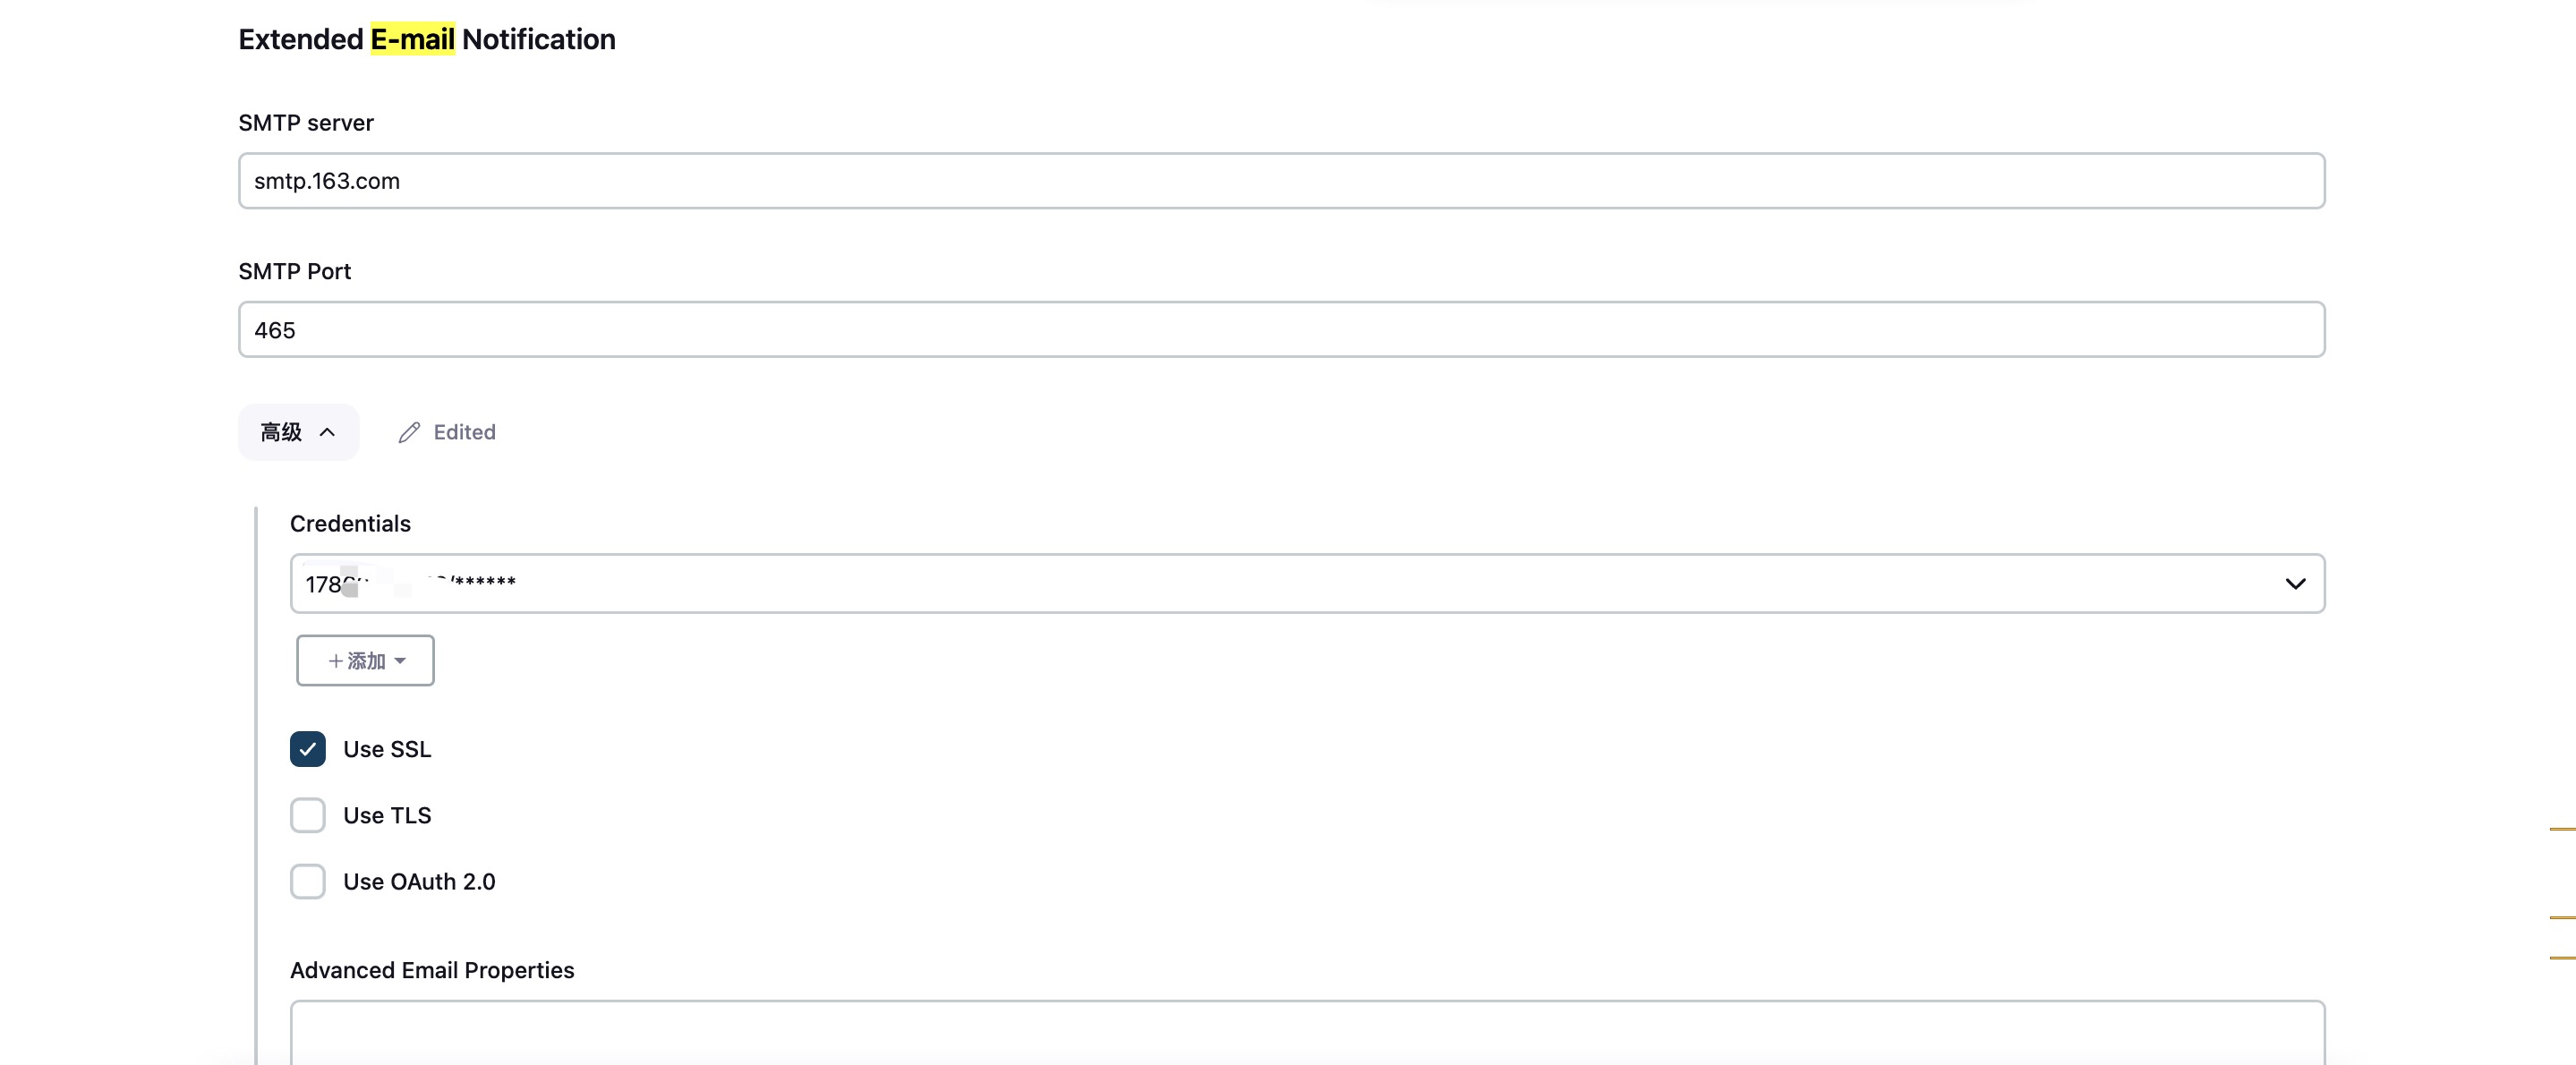 Extended E-mail Notification
SMTP server
smtp.163.com
SMTP Port
465
高级
Edited
Credentials
178 /******
+添加
Use SSL
Use TLS
Use OAuth 2.0
Advanced Email Properties